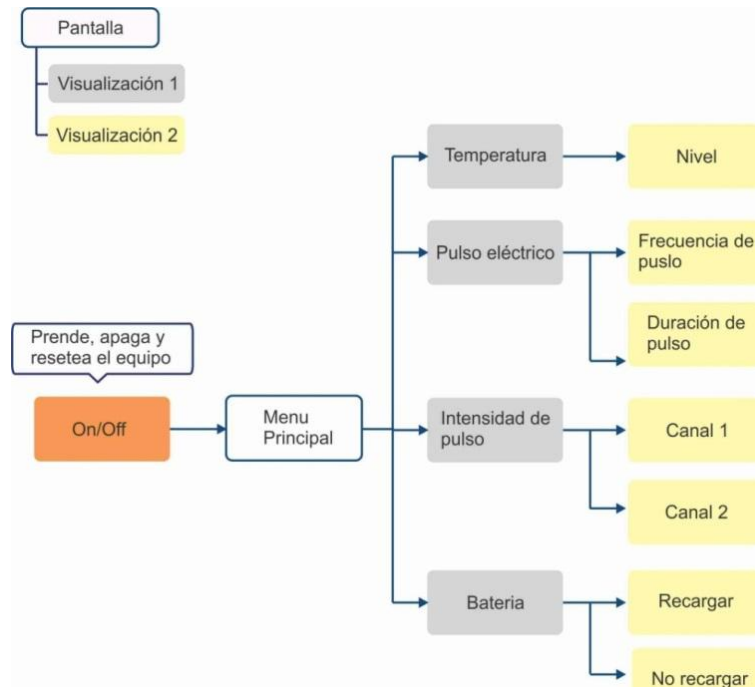 Pantalla
Visualización 1
Visualización 2
Temperatura
Nivel
Pulso eléctrico
Frecuencia de
puslo
Duración de
pulso
Prende, apaga y
resetea el equipo
On/Off
Menu
Principal
Intensidad de
pulso
Canal 1
Canal 2
Bateria
Recargar
No recargar